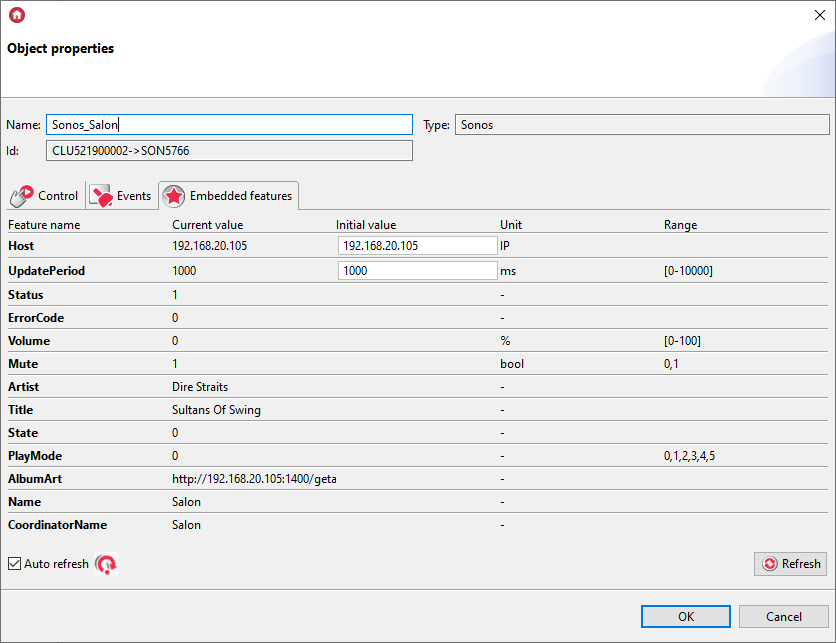 Object properties
Name: Sonos_Salon Type: Sonos
Id: CLU521900002->SON5766
Control Events Embedded features
Feature name Current value Initial value Unit Range
Host 192.168.20.105 192.168.20.105 IP
UpdatePeriod 1000 1000 ms [0-10000]
Status 1 -
ErrorCode 0 -
Volume 0 % [0-100]
Mute 1 bool 0,1
Artist Dire Straits -
Title Sultans Of Swing -
State 0 -
PlayMode 0 - 0,1,2,3,4,5
AlbumArt http://192.168.20.105:1400/geta -
Name Salon -
CoordinatorName Salon -
Auto refresh Refresh
OK Cancel